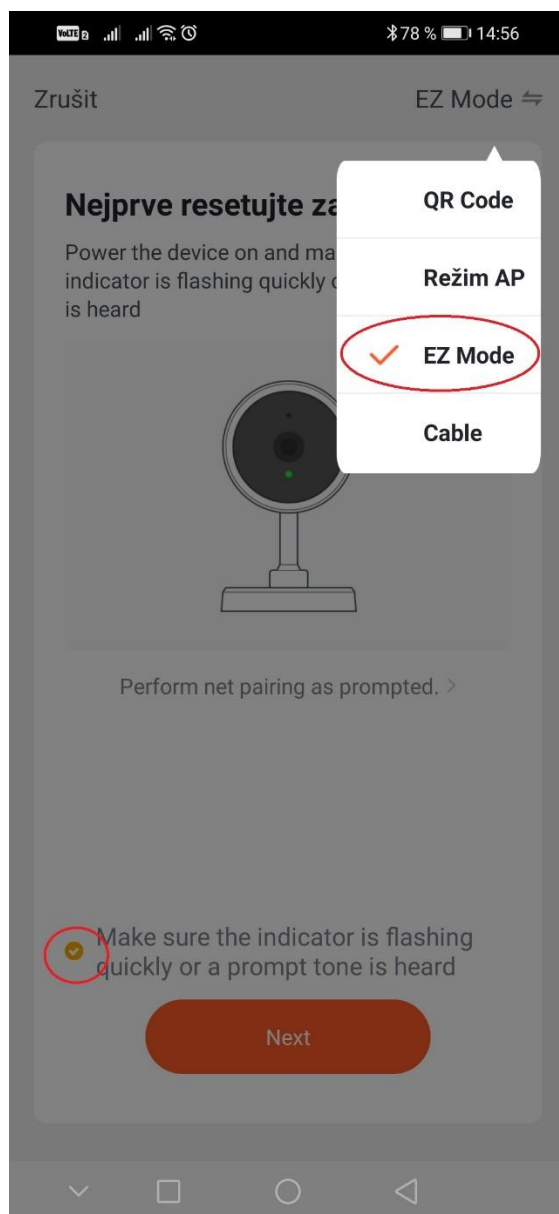 VoLTE 2 78 % 14:56
Zrušit EZ Mode
Nejprve resetujte
Power the device on and
indicator is flashing quickly
is heard
QR Code
Režim AP
EZ Mode
Cable
Perform net pairing as prompted. >
Make sure the indicator is flashing
quickly or a prompt tone is heard
Next